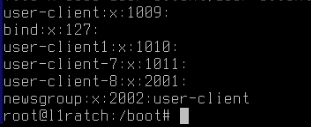 user-client:x:1009:
bind:x:127:
user-client1:x:1010:
user-client-7:x:1011:
user-client-8:x:2001:
newsgroup:x:2002:user-client
root@l1ratch:/boot#